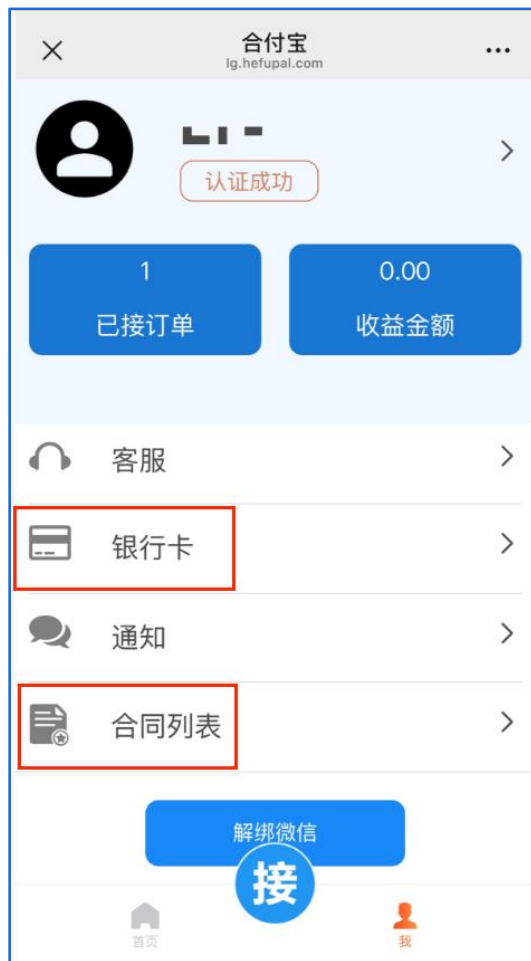 合付宝
lg.hefupal.com
认证成功
1
已接订单
0.00
收益金额
客服
银行卡
通知
合同列表
解绑微信
接
首页
我